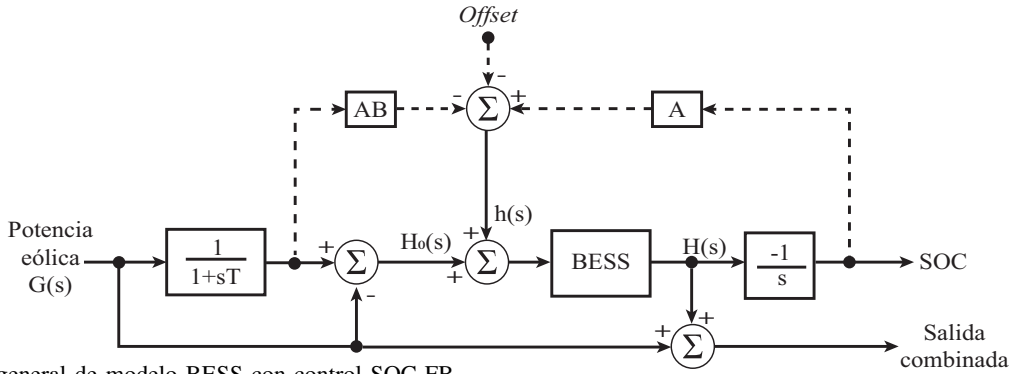 Offset
-
- Σ +
AB
A
h(s)
Potencia
eólica
G(s)
1
1+sT
+ Σ
-
H₀(s)
+
+ Σ
BESS
H(s)
-1
s
SOC
+
+ Σ
Salida
combinada
general de modelo BESS con control SOC-FB